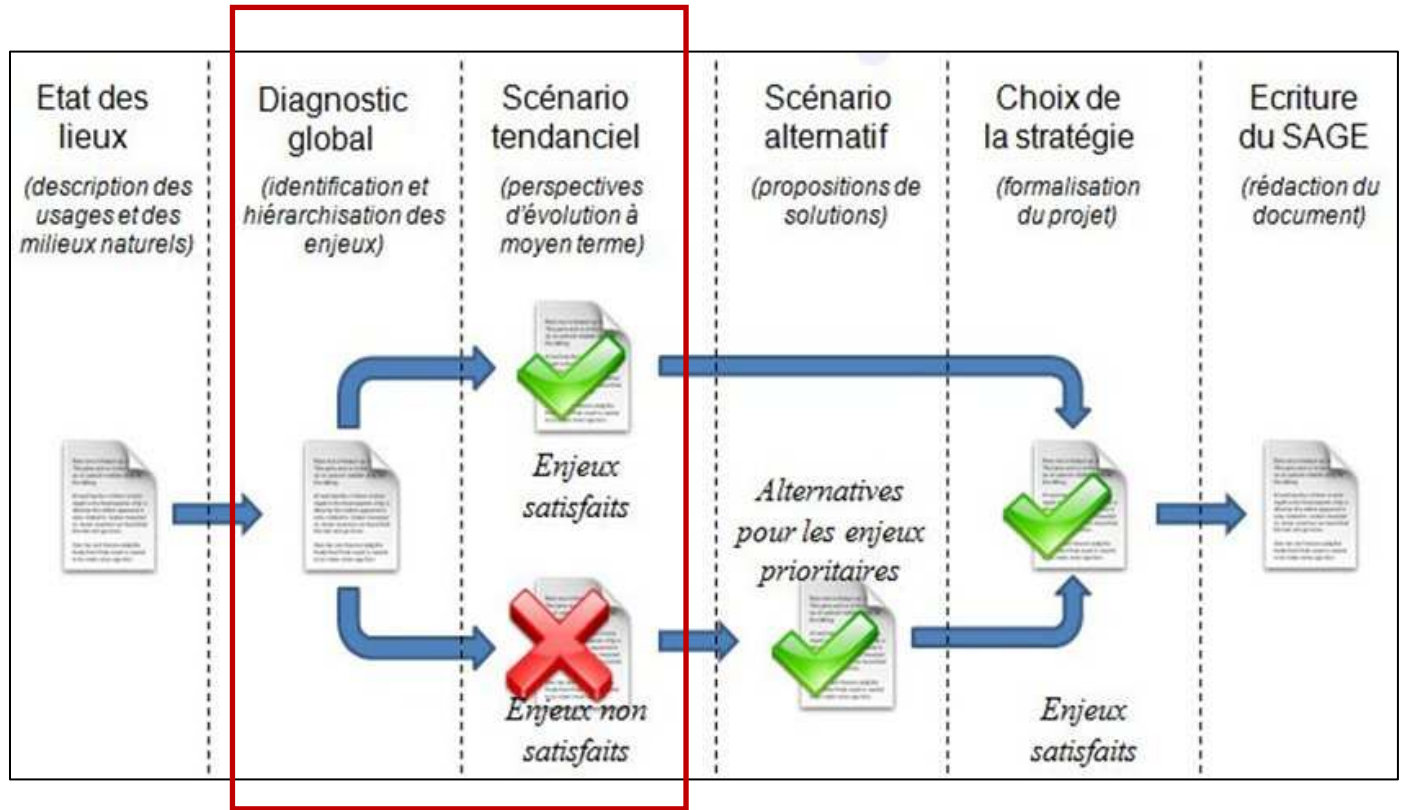 Etat des
lieux
(description des
usages et des
milieux naturels)
Diagnostic
global
(identification et
hiérarchisation des
enjeux)
Scénario
tendanciel
(perspectives
d'évolution à
moyen terme)
Scénario
alternatif
(propositions de
solutions)
Choix de
la stratégie
(formalisation
du projet)
Ecriture
du SAGE
(rédaction du
document)
Enjeux
satisfaits
Enjeux non
satisfaits
Alternatives
pour les enjeux
prioritaires
Enjeux
satisfaits